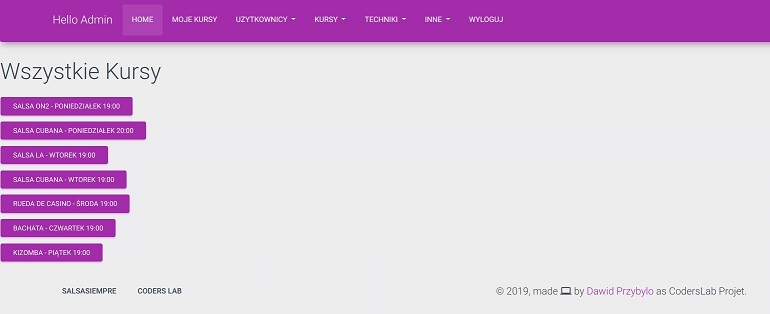 Hello Admin HOME MOJE KURSY UZYTKOWNICY KURSY TECHNIKI INNE WYLOGUJ
Wszystkie Kursy
SALSA ON2 - PONIEDZIAŁEK 19:00
SALSA CUBANA - PONIEDZIAŁEK 20:00
SALSA LA - WTOREK 19:00
SALSA CUBANA - WTOREK 19:00
RUEDA DE CASINO - ŚRODA 19:00
BACHATA - CZWARTEK 19:00
KIZOMBA - PIĄTEK 19:00
SALSASIEMPRE CODERS LAB © 2019, made by Dawid Przybylo as CodersLab Projet.